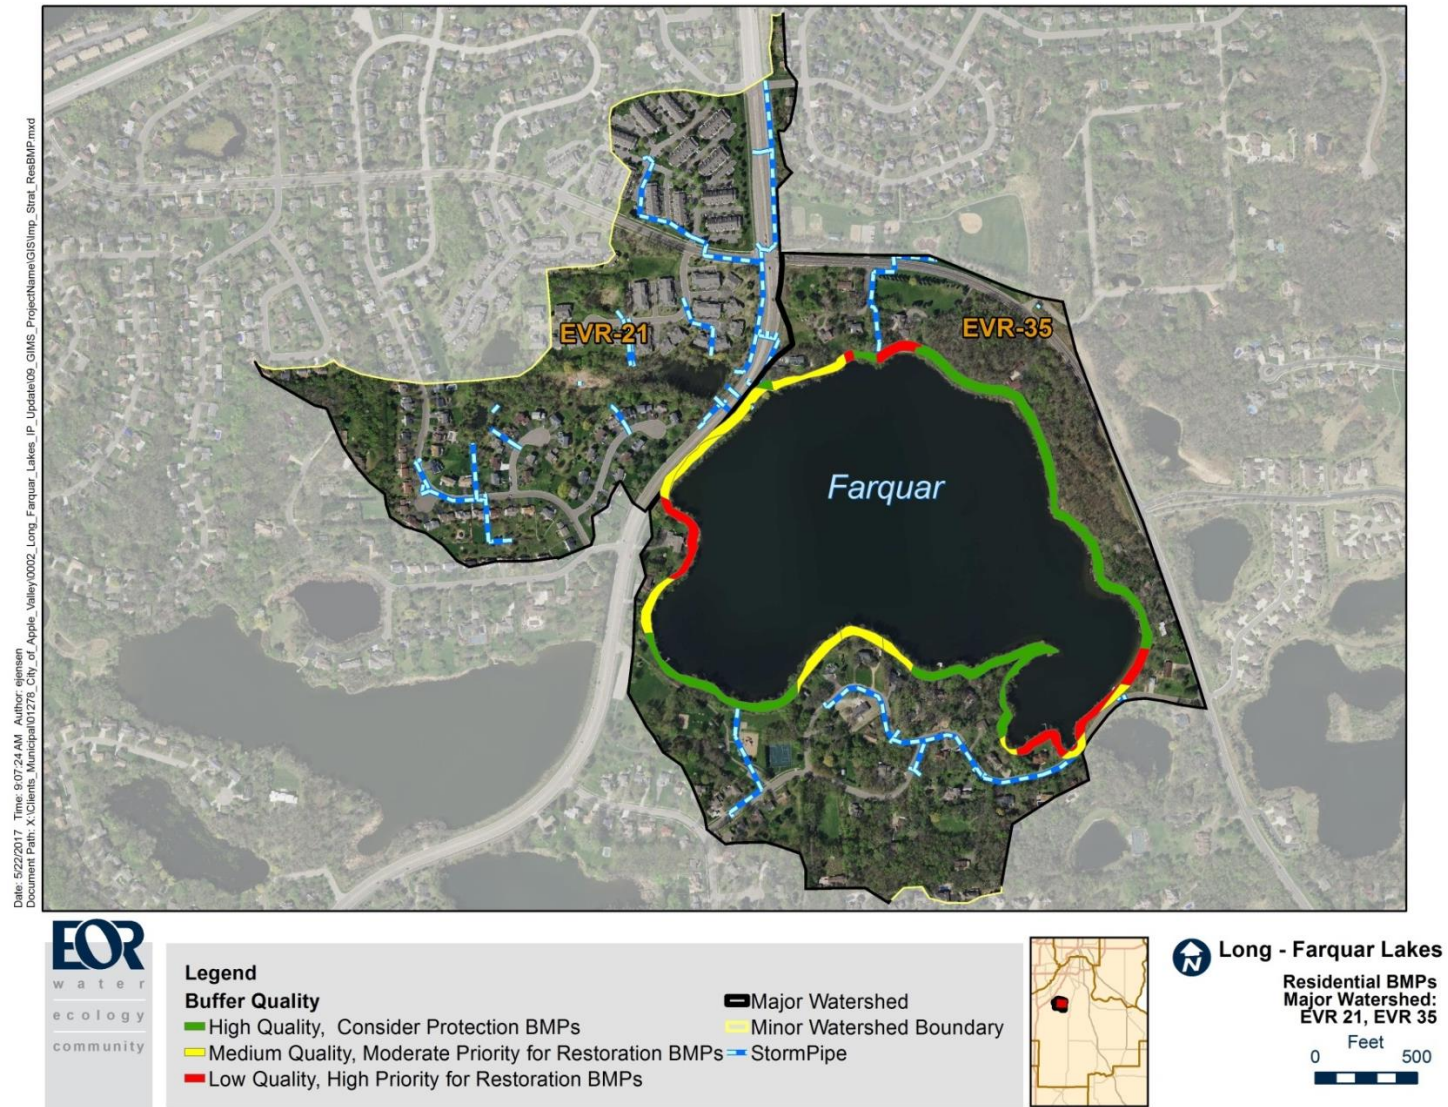 Date: 5/22/2017 Time: 9:07:24 AM Author: ejensen
Document Path: X:\Clients_Municipal\01278_City_of_Apple_Valley\0002_Long_Farquar_Lakes_IP_Update\09_GIMS_ProjectName\GIS\Imp_Strat_ResBMP.mxd
EVR-21
EVR-35
Farquar
EOR
water
ecology
community
Legend
Buffer Quality
High Quality, Consider Protection BMPs
Medium Quality, Moderate Priority for Restoration BMPs
Low Quality, High Priority for Restoration BMPs
Major Watershed
Minor Watershed Boundary
StormPipe
N
Long - Farquar Lakes
Residential BMPs
Major Watershed:
EVR 21, EVR 35
Feet
0 500